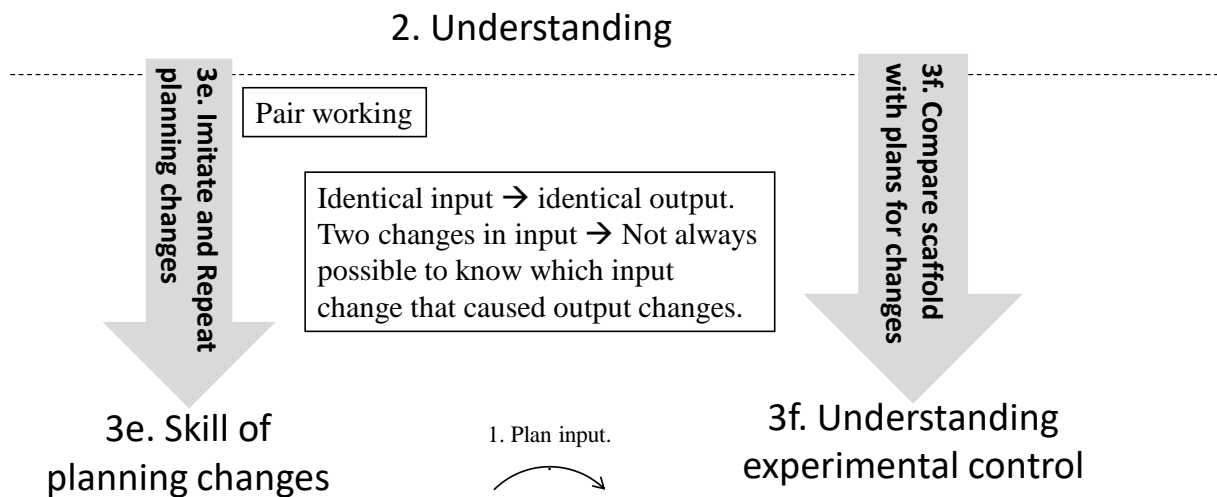 2. Understanding
3e. Imitate and Repeat
planning changes
Pair working
3f. Compare scaffold
with plans for changes
Identical input → identical output.
Two changes in input → Not always
possible to know which input
change that caused output changes.
3e. Skill of
planning changes
1. Plan input.
3f. Understanding
experimental control